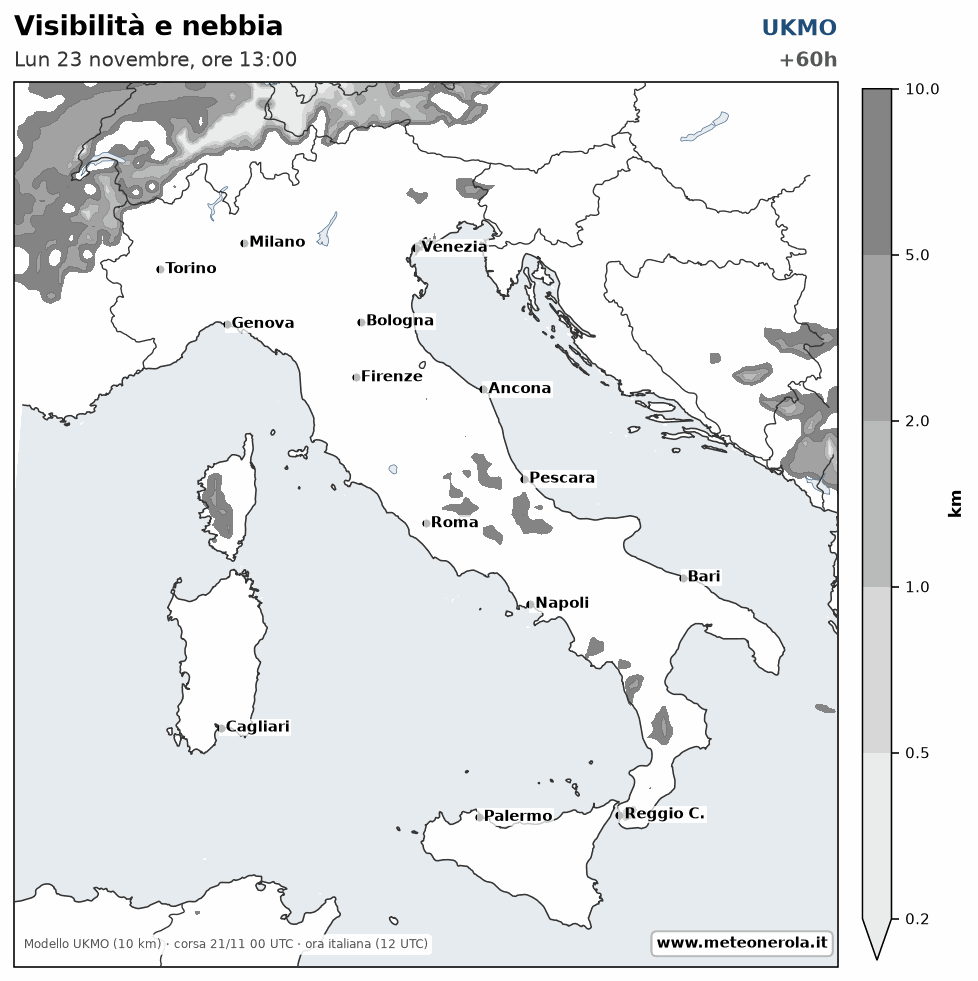 Visibilità e nebbia
UKMO
Lun 23 novembre, ore 13:00
+60h
10.0
5.0
2.0
1.0
0.5
0.2
km
Milano
Venezia
Torino
Genova
Bologna
Firenze
Ancona
Pescara
Roma
Bari
Napoli
Cagliari
Palermo
Reggio C.
Modello UKMO (10 km) · corsa 21/11 00 UTC · ora italiana (12 UTC)
www.meteonerola.it